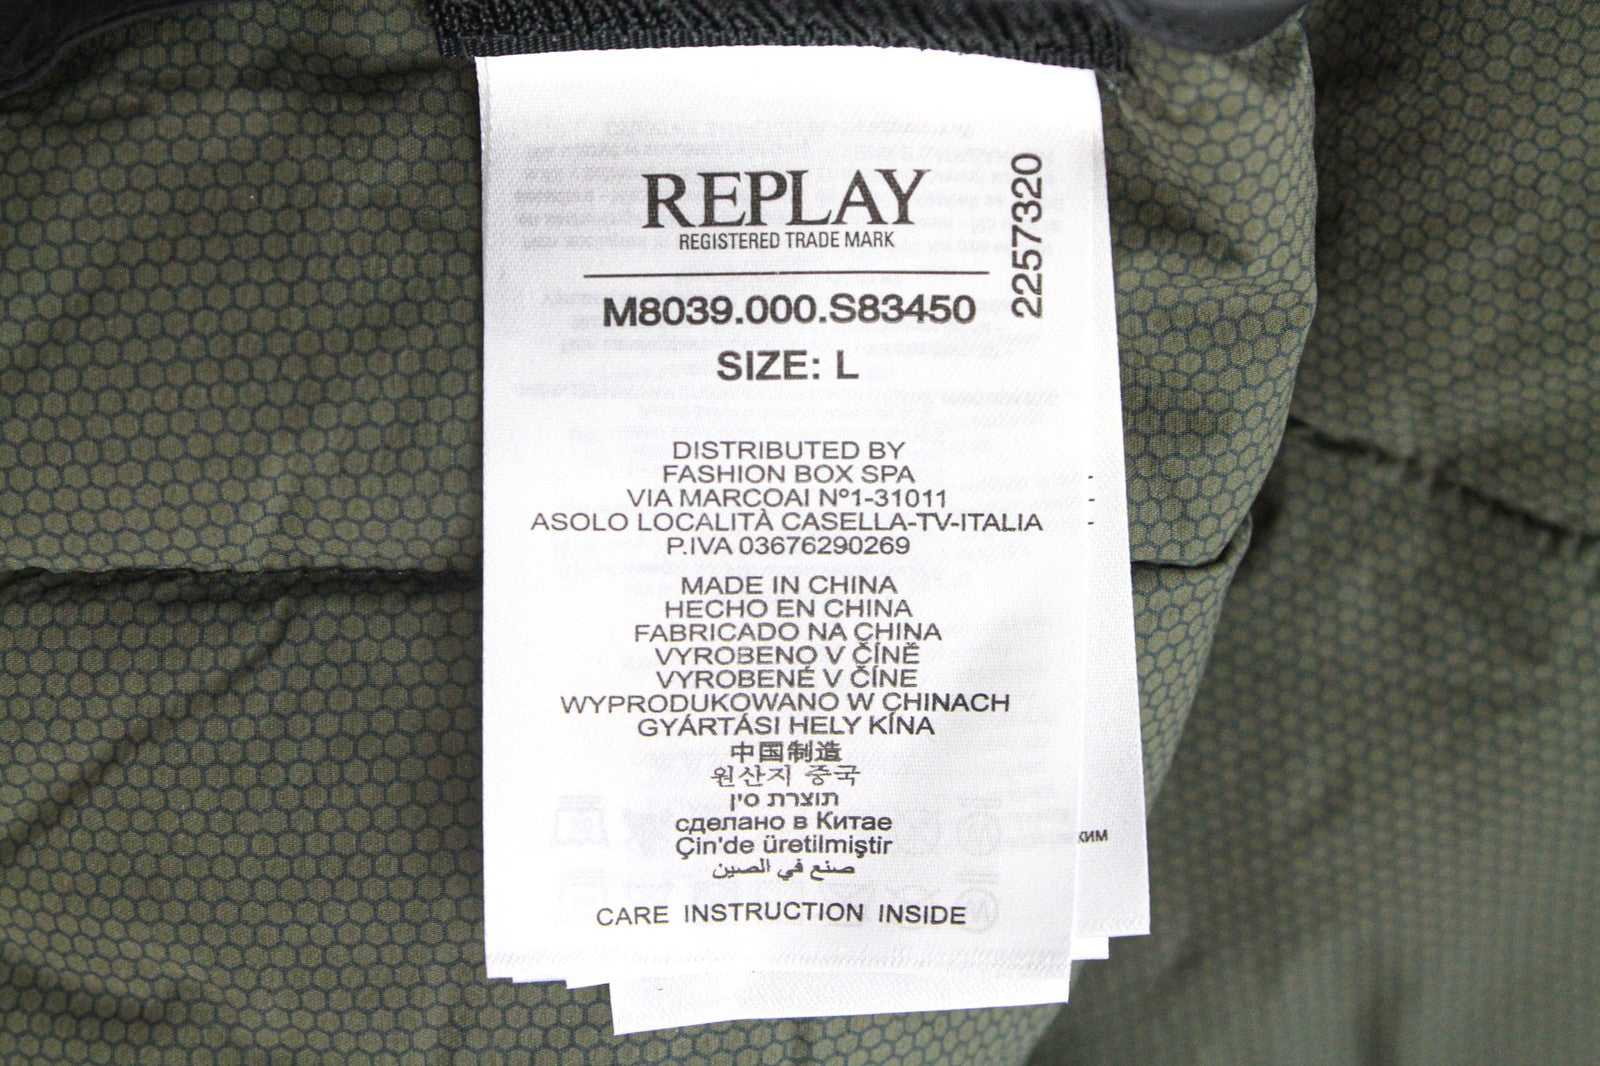 REPLAY
REGISTERED TRADE MARK
2257320
M8039.000.S83450
SIZE: L
DISTRIBUTED BY
FASHION BOX SPA
VIA MARCOAI Nº1-31011
ASOLO LOCALITÀ CASELLA-TV-ITALIA
P.IVA 03676290269
MADE IN CHINA
HECHO EN CHINA
FABRICADO NA CHINA
VYROBENO V ČÍNĚ
VYROBENÉ V ČÍNE
WYPRODUKOWANO W CHINACH
GYÁRTÁSI HELY KÍNA
中国制造
원산지 중국
תוצרת סין
сделано в Китае
Çin'de üretilmiştir
صنع في الصين
CARE INSTRUCTION INSIDE